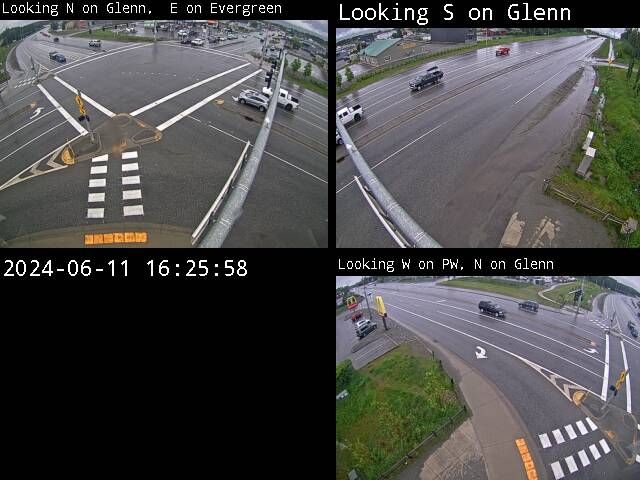 Looking N on Glenn,  E on Evergreen
Looking S on Glenn
2024-06-11 16:25:58
Looking W on PW, N on Glenn